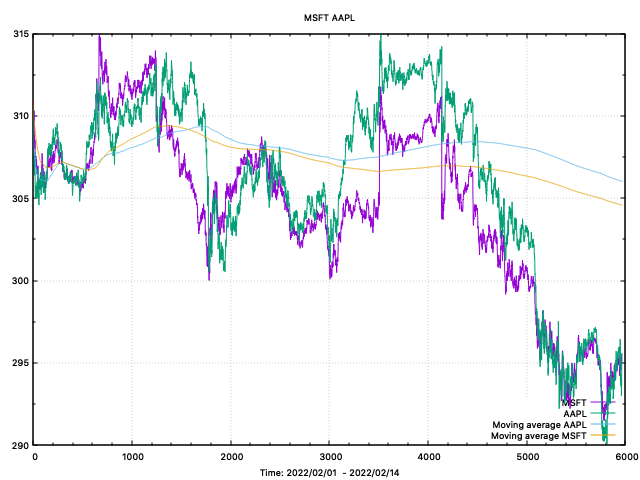 MSFT AAPL
315
310
305
300
295
290
0 1000 2000 3000 4000 5000 6000
MSFT
AAPL
Moving average AAPL
Moving average MSFT
Time: 2022/02/01 - 2022/02/14